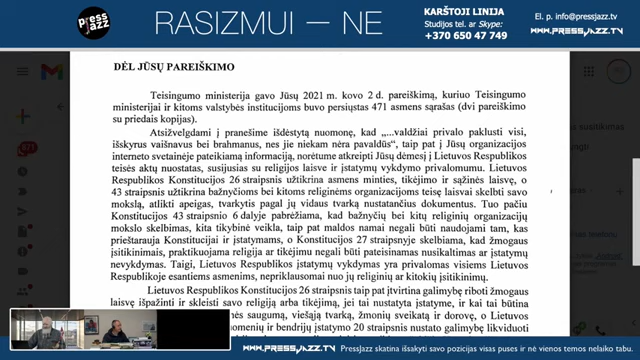 press
jazz
RASIZMUI – NE
KARŠTOJI LINIJA
Studijos tel. ar Skype:
+370 650 47 749
El. p. info@pressjazz.tv
WWW.PRESSJAZZ.TV
DĖL JŪSŲ PAREIŠKIMO
Teisingumo ministerija gavo Jūsų 2021 m. kovo 2 d. pareiškimą, kuriuo Teisingumo
ministerijai ir kitoms valstybės institucijoms buvo persiųstas 471 asmens sąrašas (dvi pareiškimo
su priedais kopijas).
Atsižvelgdami į pranešime išdėstytą nuomonę, kad „...valdžiai privalo paklusti visi,
išskyrus vaišnavus bei brahmanus, nes jie niekam nėra pavaldūs", taip pat į Jūsų organizacijos
interneto svetainėje pateikiamą informaciją, norėtume atkreipti Jūsų dėmesį į Lietuvos Respublikos
teisės aktų nuostatas, susijusias su religijos laisve ir įstatymų vykdymo privalomumu. Lietuvos
Respublikos Konstitucijos 26 straipsnis užtikrina asmens minties, tikėjimo ir sąžinės laisvę, o
43 straipsnis užtikrina bažnyčioms bei kitoms religinėms organizacijoms teisę laisvai skelbti savo
mokslą, atlikti apeigas, tvarkytis pagal jų vidaus tvarką nustatančius dokumentus. Tuo pačiu
Konstitucijos 43 straipsnio 6 dalyje pabrėžiama, kad bažnyčių bei kitų religinių organizacijų
mokslo skelbimas, kita tikybinė veikla, taip pat maldos namai negali būti naudojami tam, kas
prieštarauja Konstitucijai ir įstatymams, o Konstitucijos 27 straipsnyje skelbiama, kad žmogaus
įsitikinimais, praktikuojama religija ar tikėjimu negali būti pateisinamas nusikaltimas ar įstatymų
nevykdymas. Taigi, Lietuvos Respublikos įstatymų vykdymas yra privalomas visiems Lietuvos
Respublikoje esantiems asmenims, nepriklausomai nuo jų religinių ar kitokių įsitikinimų.
Lietuvos Respublikos Konstitucijos 26 straipsnis taip pat įtvirtina galimybę riboti žmogaus
laisvę išpažinti ir skleisti savo religiją arba tikėjimą, jei tai nustatyta įstatyme, ir kai tai būtina
nės saugumą, viešąją tvarką, žmonių sveikatą ir dorovę, o Lietuvos
uomenių ir bendrijų įstatymo 20 straipsnis nustato galimybę likviduoti
PressJazz skatina išsakyti savo pozicijas visas puses ir nė vienos temos nelaiko tabu.
WWW.PRESSJAZZ.TV